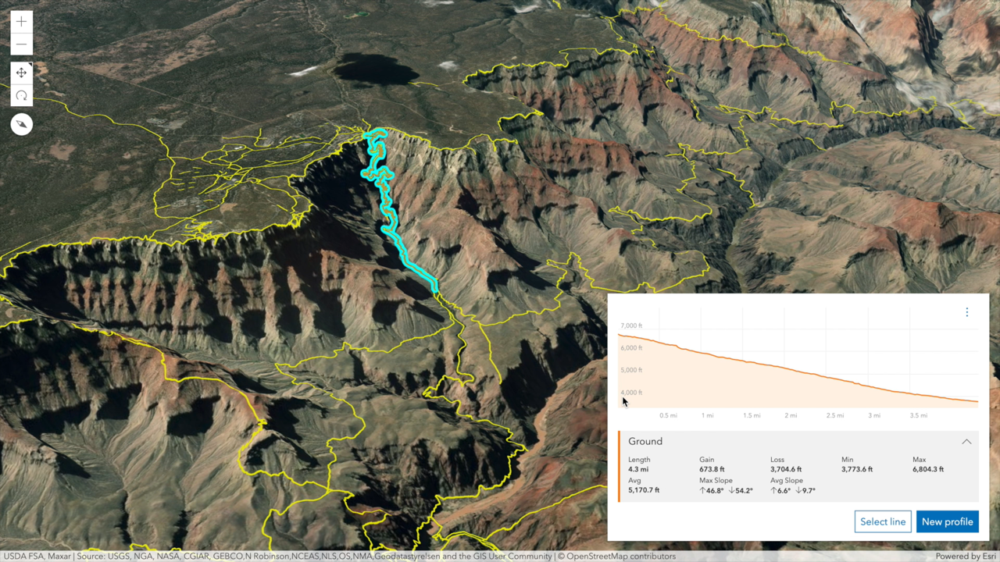 7,000 ft
6,000 ft
5,000 ft
4,000 ft
0.5 mi 1 mi 1.5 mi 2 mi 2.5 mi 3 mi 3.5 mi
Ground
Length Gain Loss Min Max
4.3 mi 673.8 ft 3,704.6 ft 3,773.6 ft 6,804.3 ft
Avg Max Slope Avg Slope
5,170.7 ft ↑46.8° ↓54.2° ↑6.6° ↓9.7°
Select line New profile
USDA FSA, Maxar | Source: USGS, NGA, NASA, CGIAR, GEBCO,N Robinson,NCEAS,NLS,OS,NMA,Geodatastyrelsen and the GIS User Community | © OpenStreetMap contributors Powered by Esri